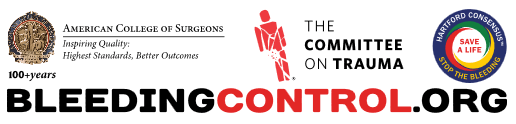 AMERICAN COLLEGE OF SURGEONS
Inspiring Quality:
Highest Standards, Better Outcomes
100+years
THE
COMMITTEE
ON TRAUMA
HARTFORD CONSENSUS™
SAVE
A LIFE
STOP THE BLEEDING
BLEEDINGCONTROL.ORG